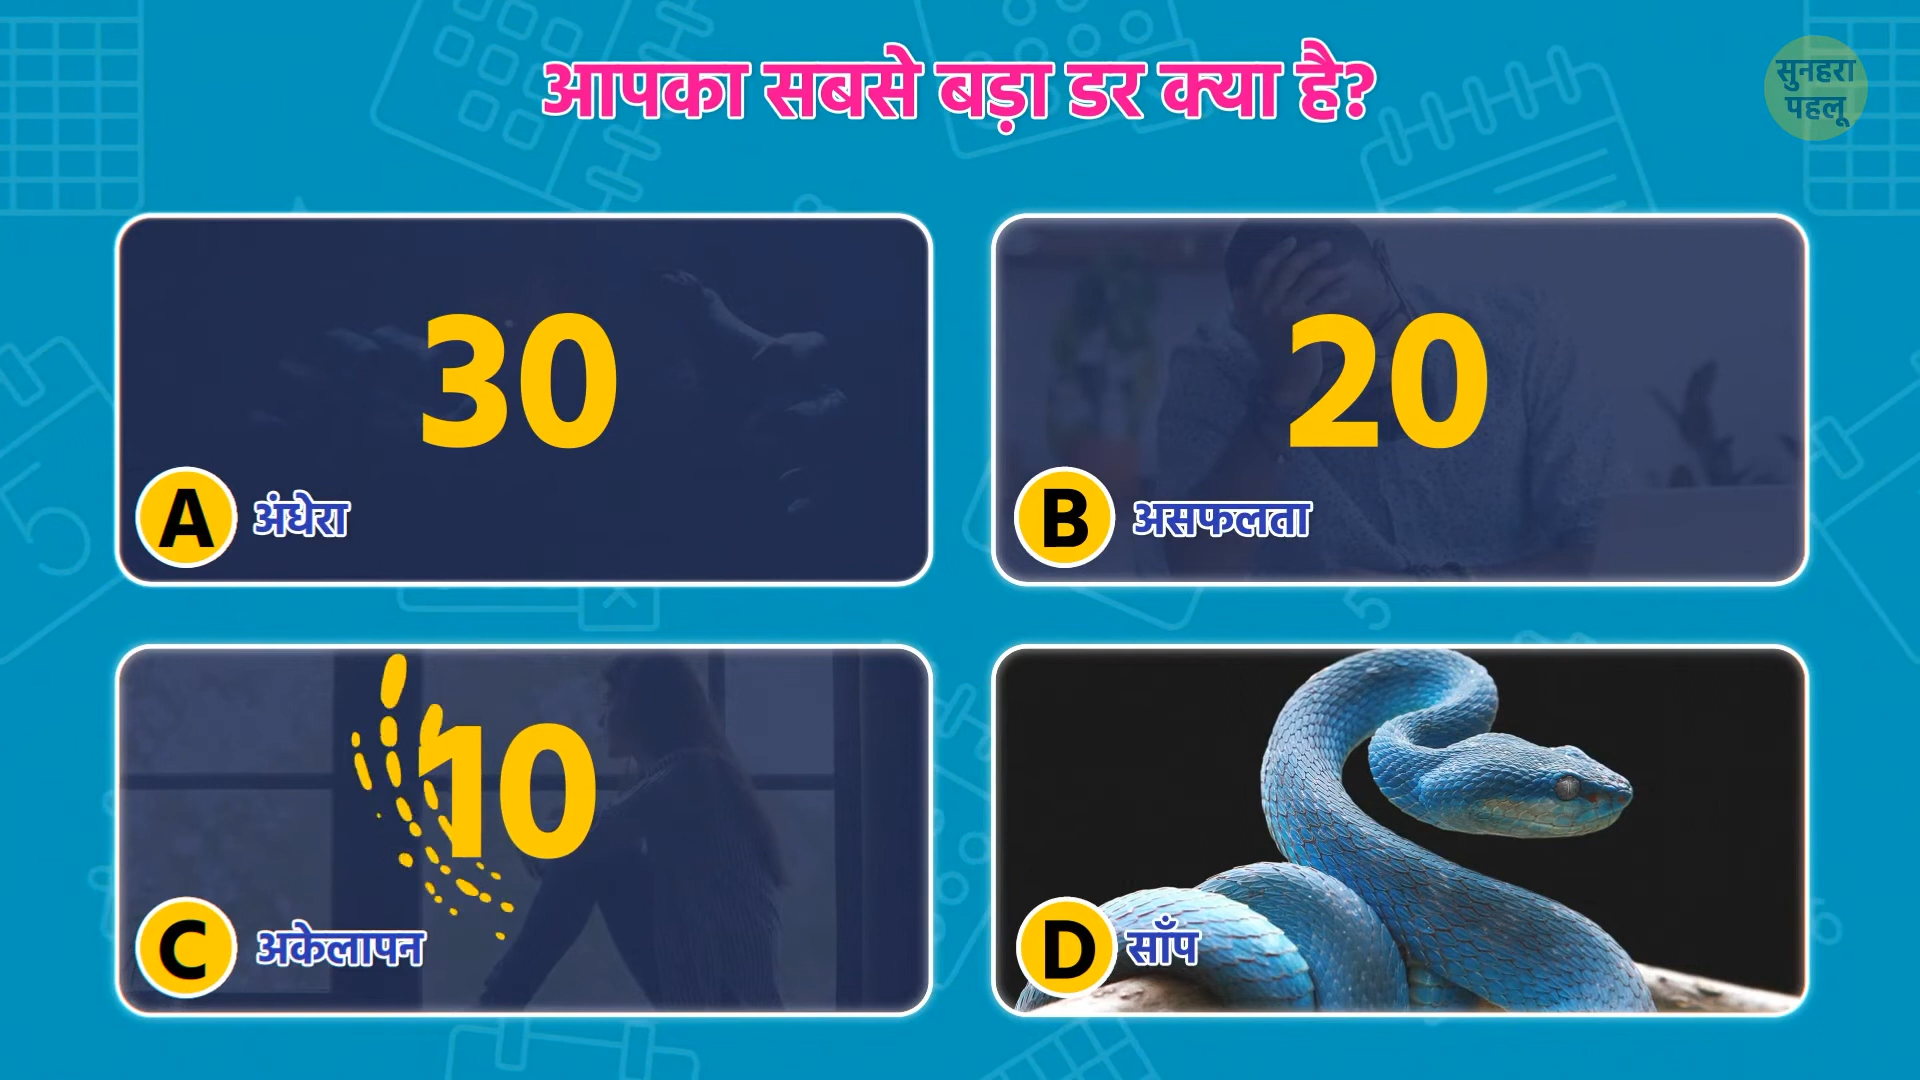 आपका सबसे बड़ा डर क्या है?
सुनहरा
पहलू
30
20
A अंधेरा
B असफलता
10
C अकेलापन
D साँप